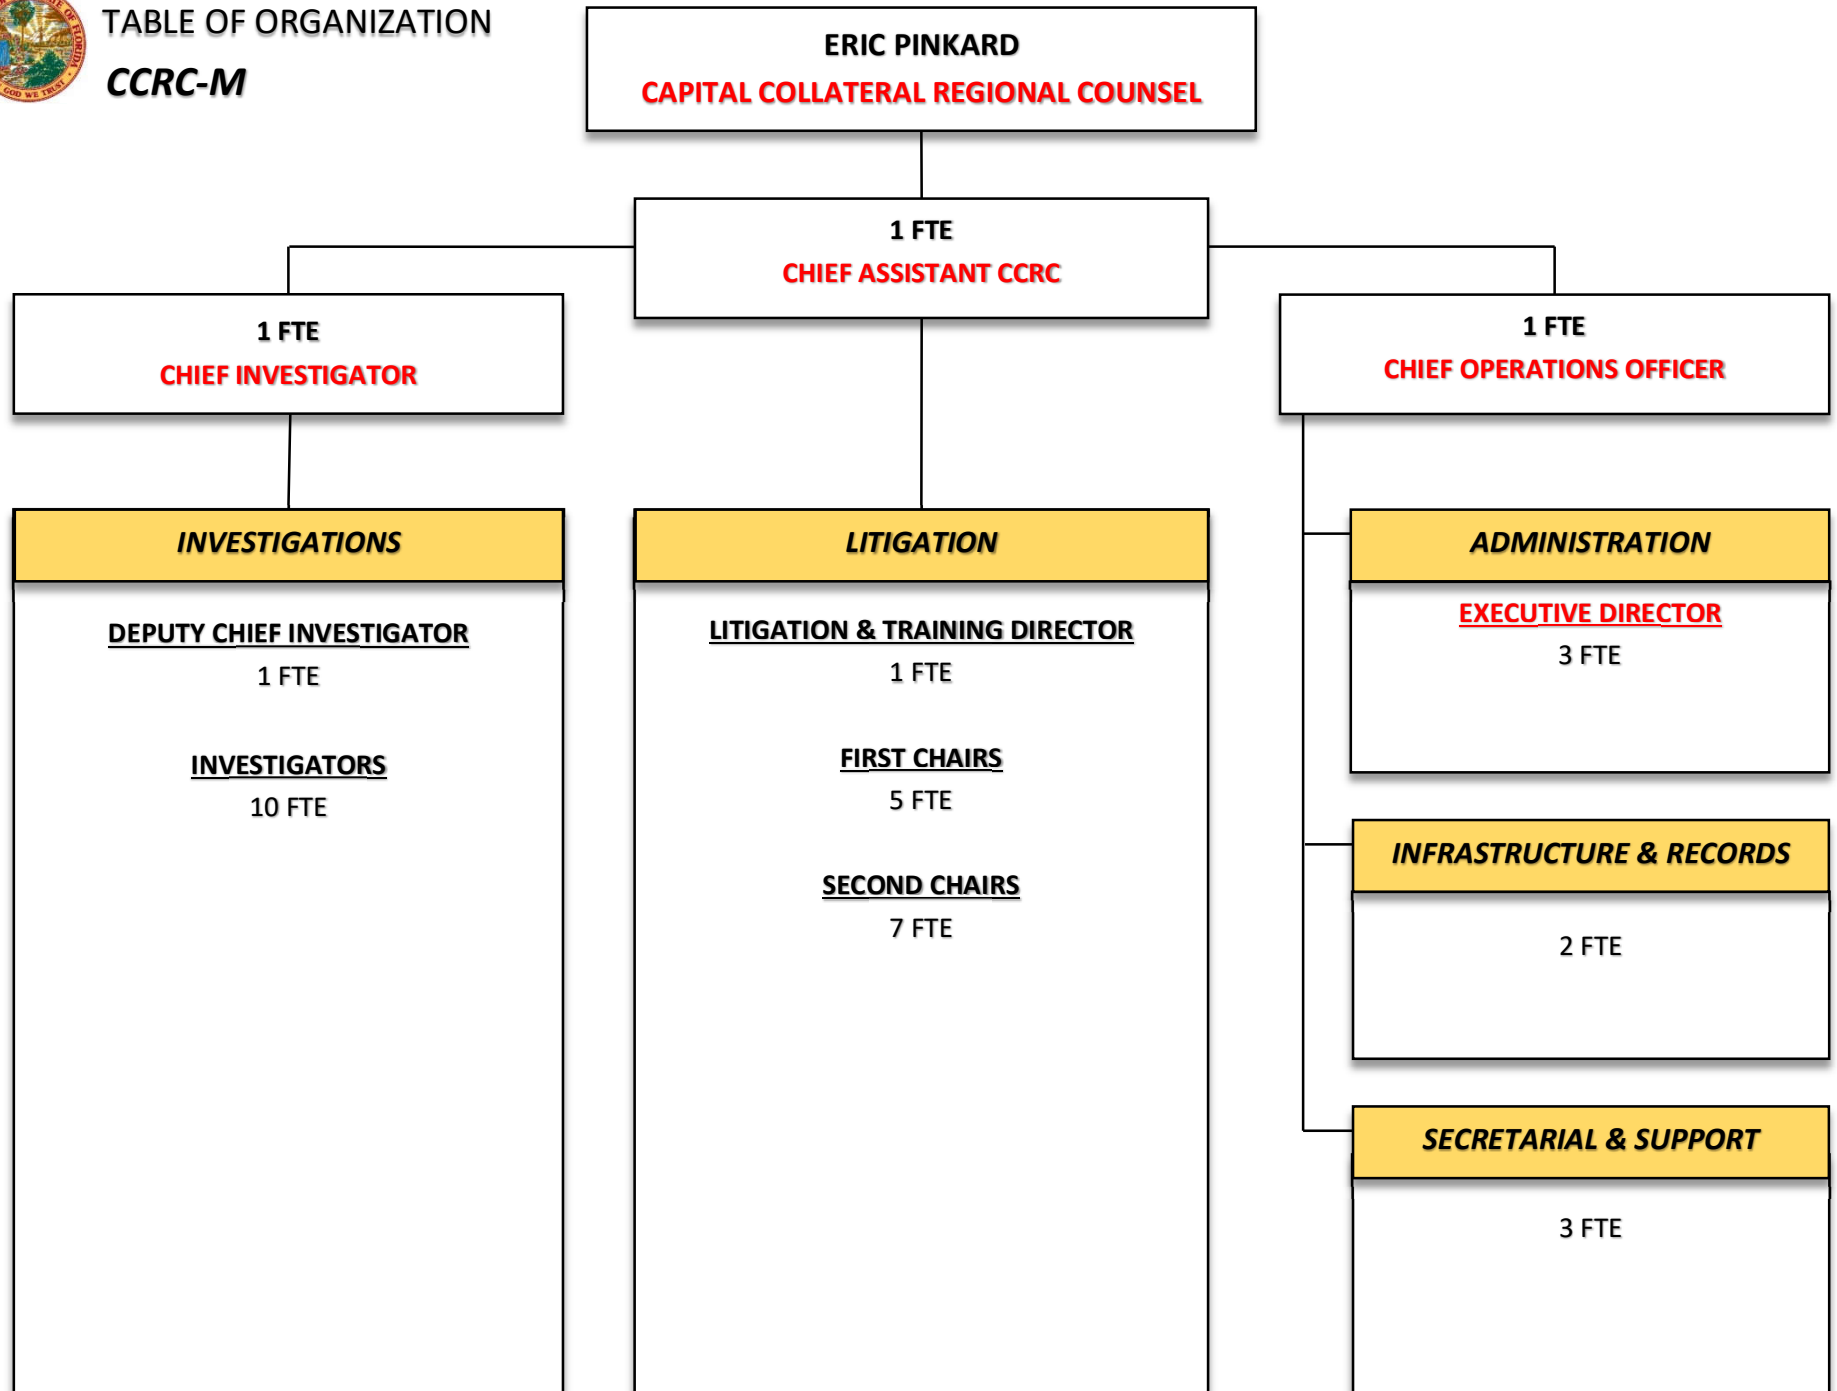 TABLE OF ORGANIZATION
CCRC-M
GOD WE TRUST
ERIC PINKARD
CAPITAL COLLATERAL REGIONAL COUNSEL
1 FTE
CHIEF ASSISTANT CCRC
1 FTE
CHIEF INVESTIGATOR
1 FTE
CHIEF OPERATIONS OFFICER
INVESTIGATIONS
DEPUTY CHIEF INVESTIGATOR
1 FTE
INVESTIGATORS
10 FTE
LITIGATION
LITIGATION & TRAINING DIRECTOR
1 FTE
FIRST CHAIRS
5 FTE
SECOND CHAIRS
7 FTE
ADMINISTRATION
EXECUTIVE DIRECTOR
3 FTE
INFRASTRUCTURE & RECORDS
2 FTE
SECRETARIAL & SUPPORT
3 FTE